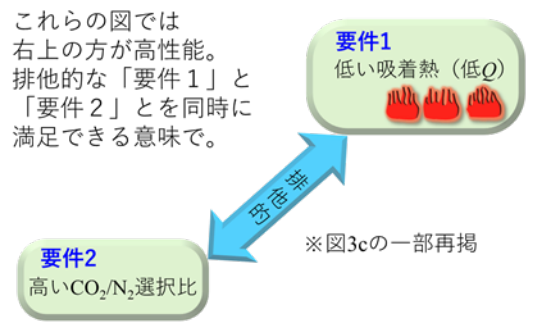 これらの図では
右上の方が高性能。
排他的な「要件１」と
「要件２」とを同時に
満足できる意味で。
要件1
低い吸着熱（低Q）
排他的
※図3cの一部再掲
要件2
高いCO₂/N₂選択比